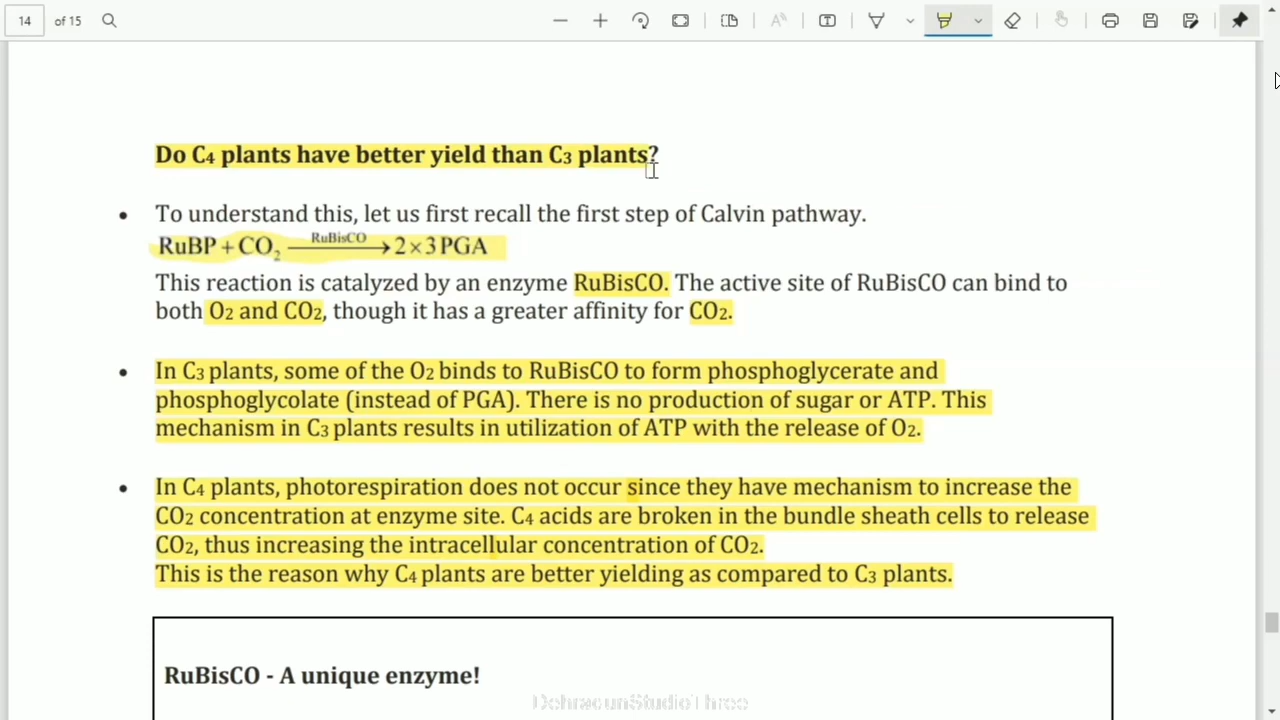 14 of 15
Do C₄ plants have better yield than C₃ plants?
• To understand this, let us first recall the first step of Calvin pathway.
RuBP + CO₂ —RuBisCO→ 2 × 3 PGA
This reaction is catalyzed by an enzyme RuBisCO. The active site of RuBisCO can bind to
both O₂ and CO₂, though it has a greater affinity for CO₂.
• In C₃ plants, some of the O₂ binds to RuBisCO to form phosphoglycerate and
phosphoglycolate (instead of PGA). There is no production of sugar or ATP. This
mechanism in C₃ plants results in utilization of ATP with the release of O₂.
• In C₄ plants, photorespiration does not occur since they have mechanism to increase the
CO₂ concentration at enzyme site. C₄ acids are broken in the bundle sheath cells to release
CO₂, thus increasing the intracellular concentration of CO₂.
This is the reason why C₄ plants are better yielding as compared to C₃ plants.
RuBisCO - A unique enzyme!
DehradunStudioThree